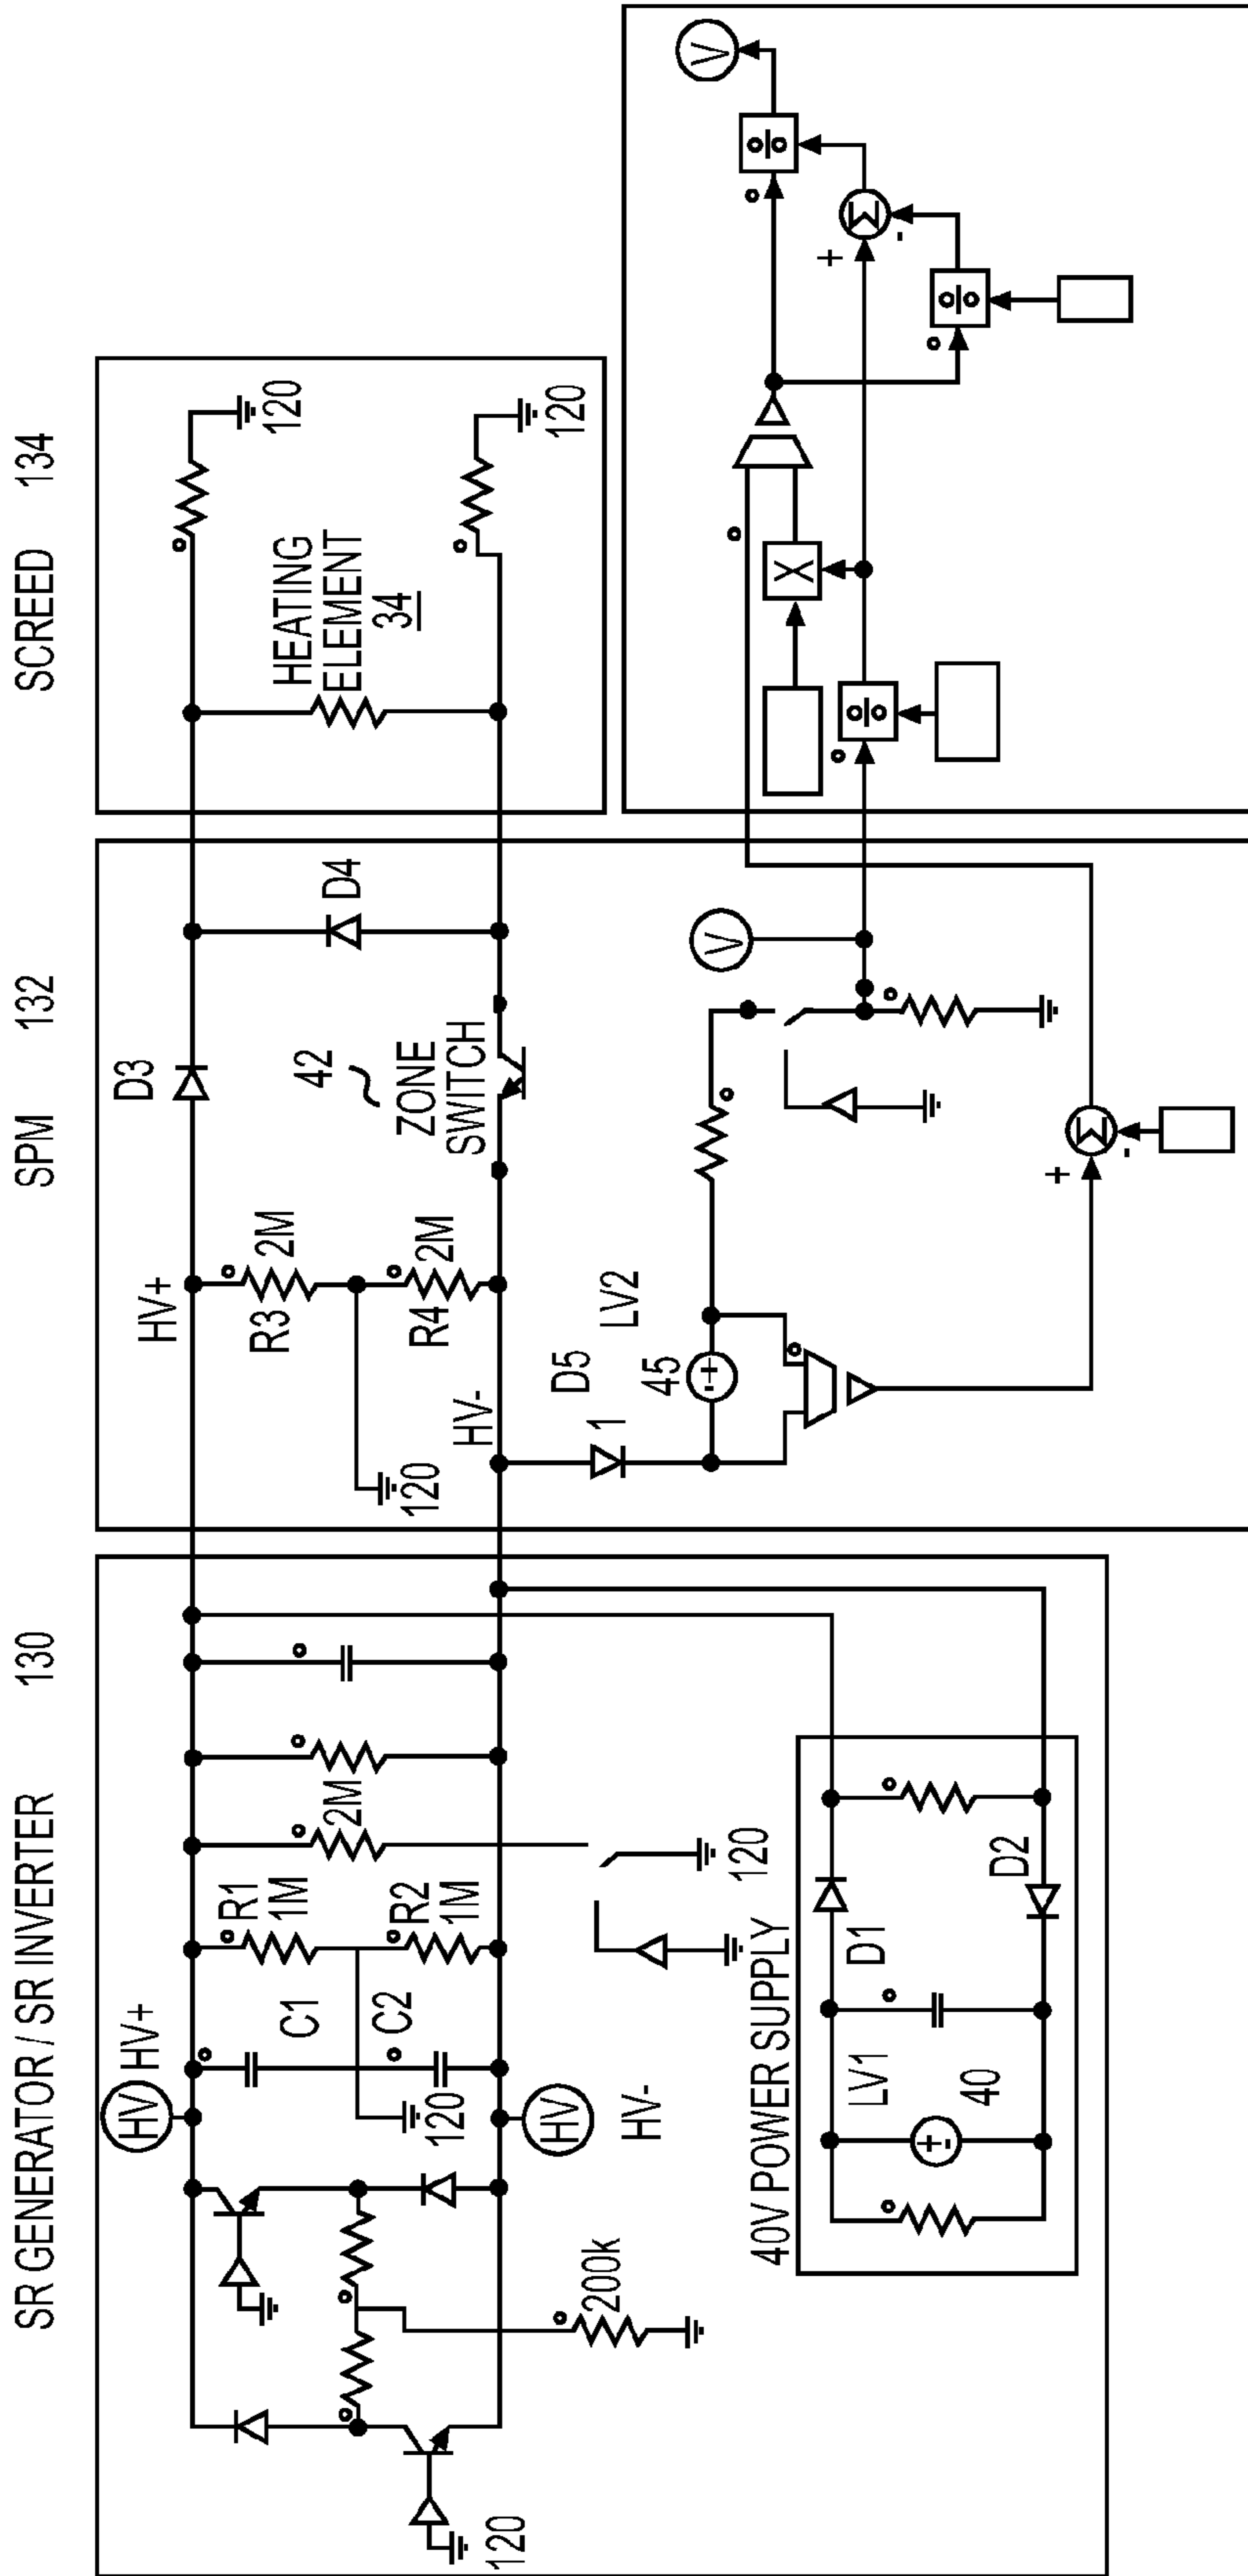 SR GENERATOR / SR INVERTER 130
SPM 132
SCREED 134
HV
HV+
C1
C2
120
HV
HV-
R1
1M
R2
1M
2M
120
200k
120
40V POWER SUPPLY
LV1
40
D1
D2
HV+
R3
2M
R4
2M
120
HV-
D3
42
ZONE
SWITCH
D4
D5
1
LV2
45
- +
V
+
Σ
-
HEATING
ELEMENT
34
120
120
÷
X
+
Σ
-
÷
÷
V
+ -